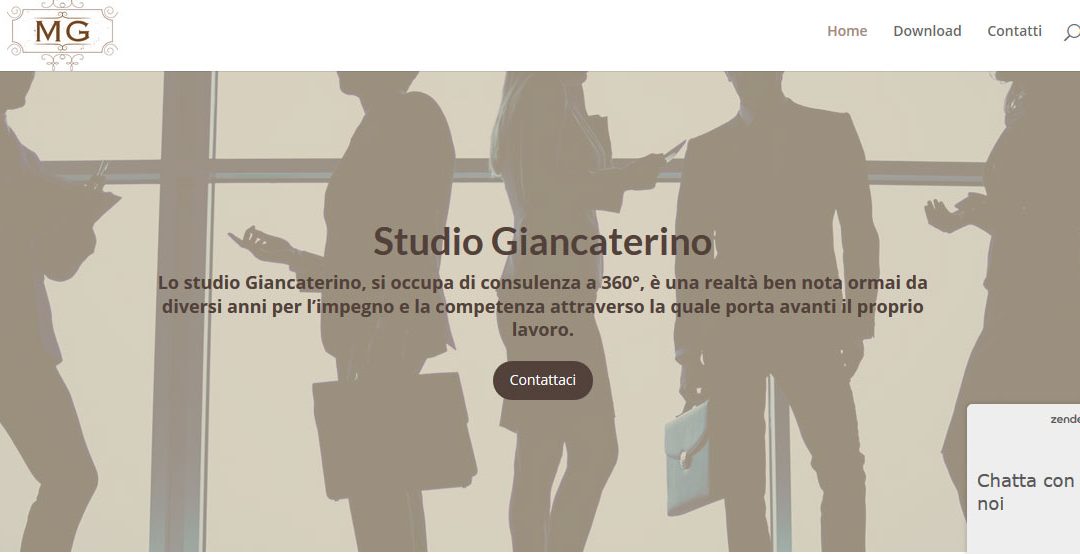 MG
Home
Download
Contatti
Studio Giancaterino
Lo studio Giancaterino, si occupa di consulenza a 360°, è una realtà ben nota ormai da
diversi anni per l’impegno e la competenza attraverso la quale porta avanti il proprio
lavoro.
Contattaci
zende
Chatta con
noi